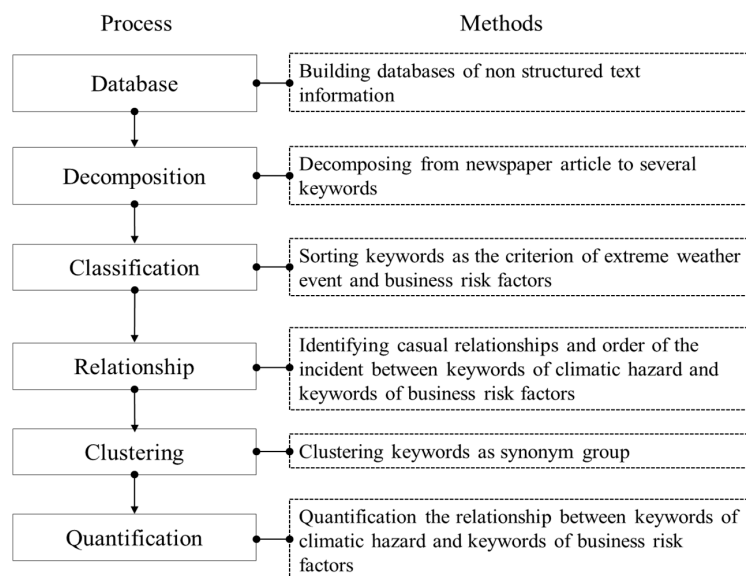 Process
Methods
Database
Building databases of non structured text
information
Decomposition
Decomposing from newspaper article to several
keywords
Classification
Sorting keywords as the criterion of extreme weather
event and business risk factors
Relationship
Identifying casual relationships and order of the
incident between keywords of climatic hazard and
keywords of business risk factors
Clustering
Clustering keywords as synonym group
Quantification
Quantification the relationship between keywords of
climatic hazard and keywords of business risk
factors